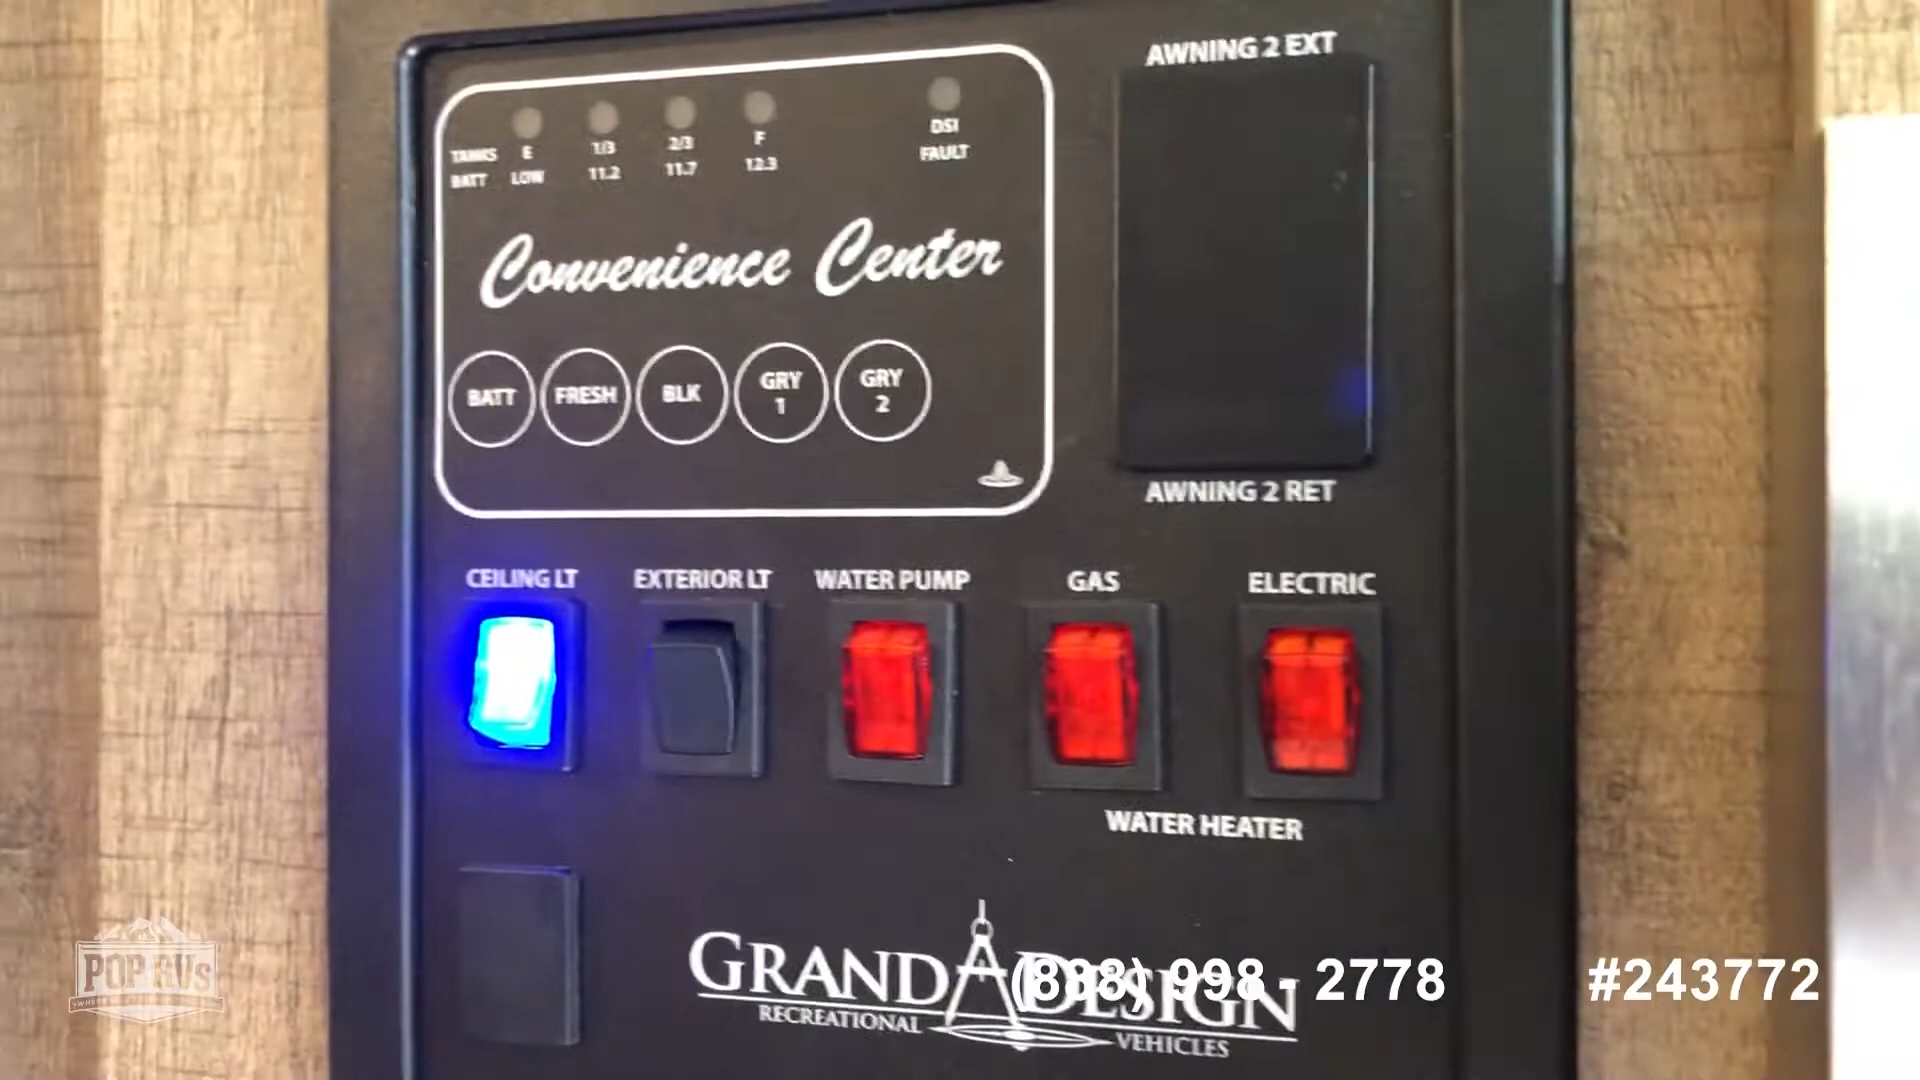 AWNING 2 EXT
TANKS E 1/3 2/3 F
BATT LOW 11.2 11.7 12.3
DSI
FAULT
Convenience Center
BATT
FRESH
BLK
GRY
1
GRY
2
AWNING 2 RET
CEILING LT
EXTERIOR LT
WATER PUMP
GAS
ELECTRIC
WATER HEATER
GRAND DESIGN
RECREATIONAL VEHICLES
(888) 998 - 2778
#243772
POP RVs